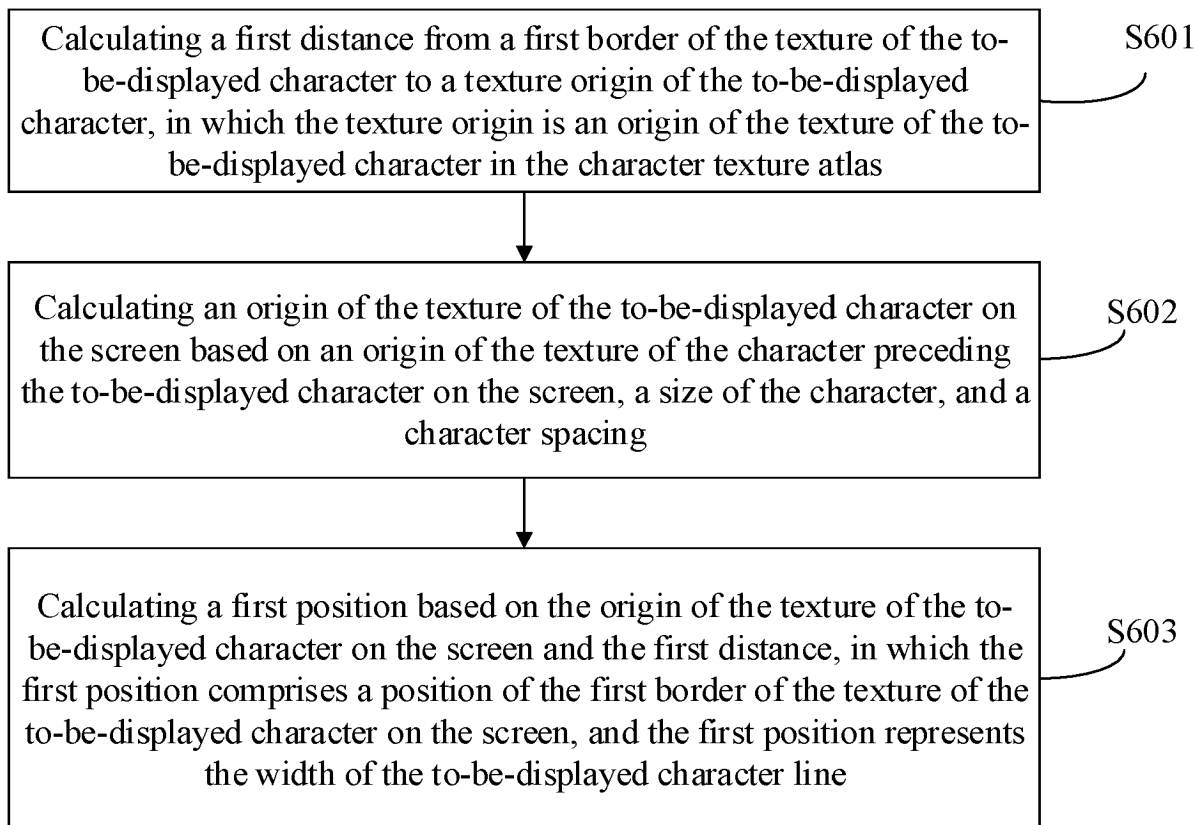 Calculating a first distance from a first border of the texture of the to-
be-displayed character to a texture origin of the to-be-displayed
character, in which the texture origin is an origin of the texture of the to-
be-displayed character in the character texture atlas
S601
Calculating an origin of the texture of the to-be-displayed character on
the screen based on an origin of the texture of the character preceding
the to-be-displayed character on the screen, a size of the character, and a
character spacing
S602
Calculating a first position based on the origin of the texture of the to-
be-displayed character on the screen and the first distance, in which the
first position comprises a position of the first border of the texture of the
to-be-displayed character on the screen, and the first position represents
the width of the to-be-displayed character line
S603